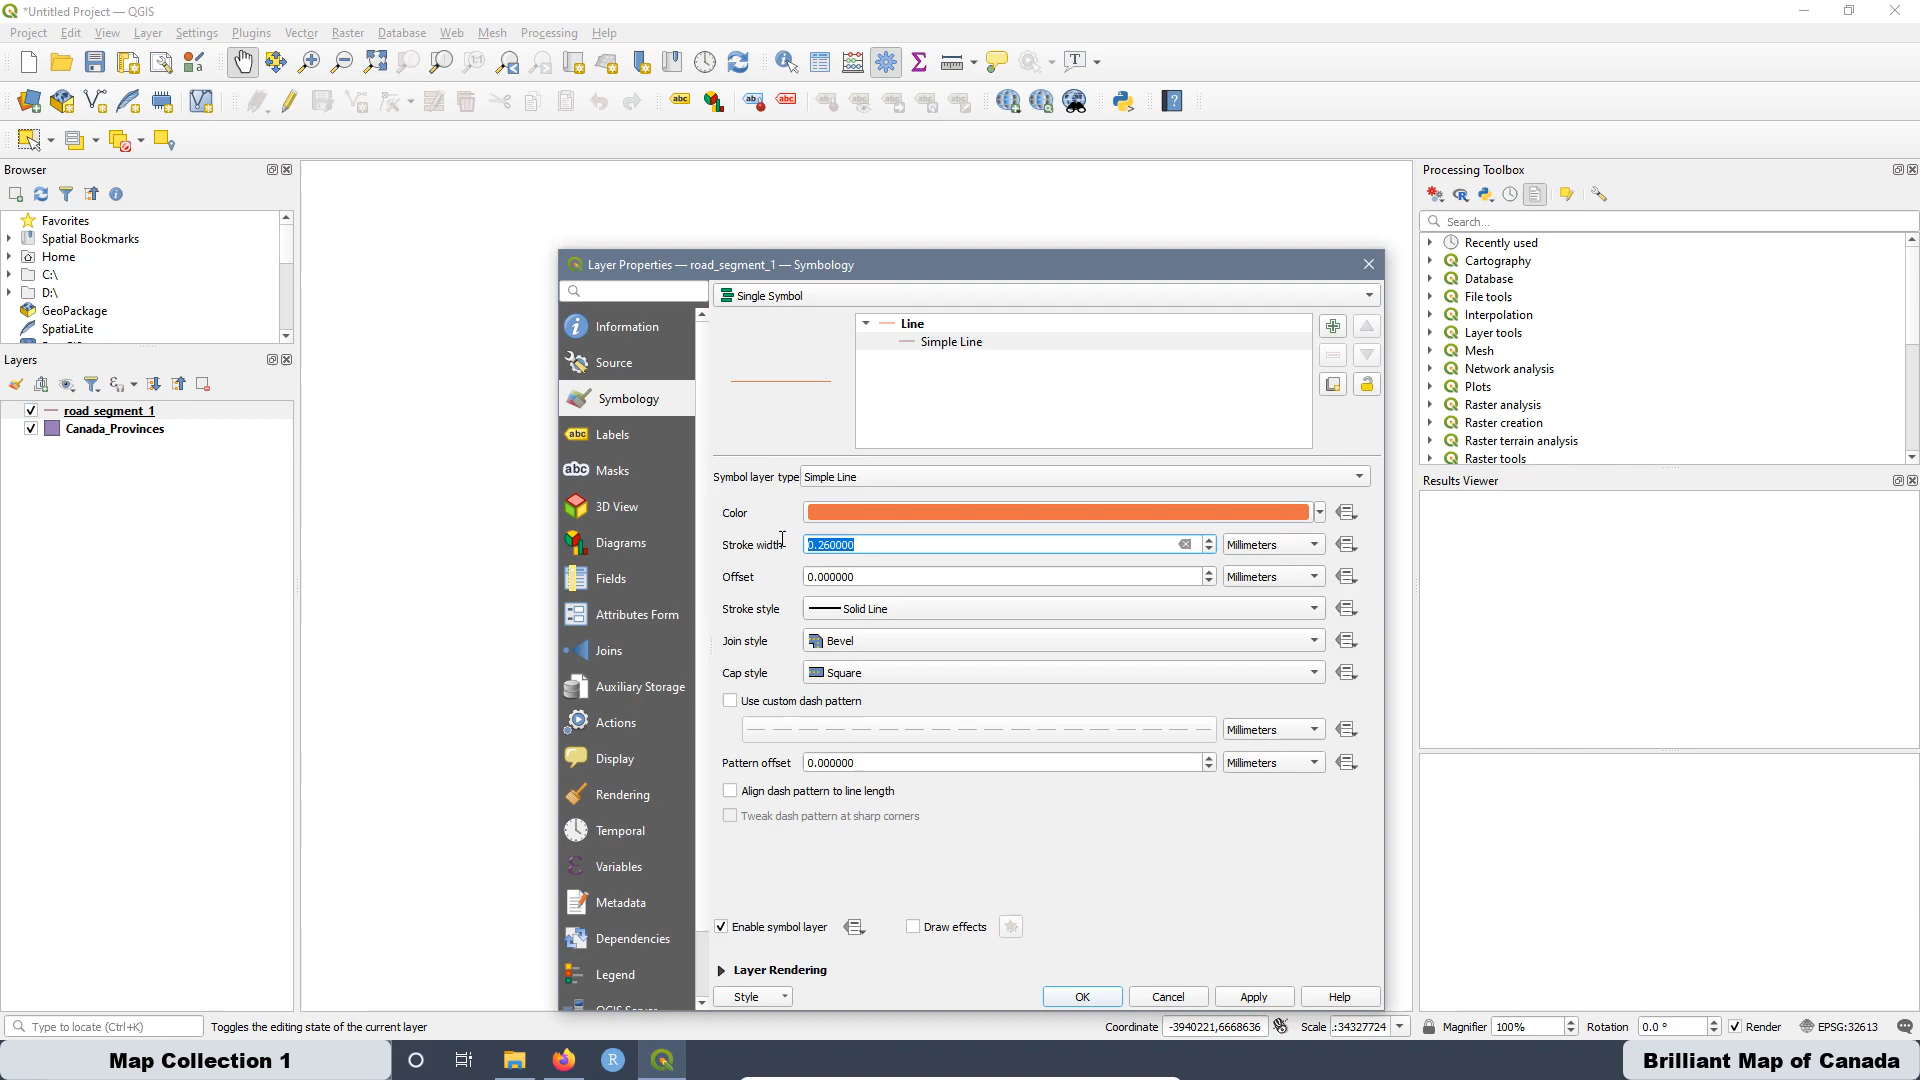 *Untitled Project — QGIS
Project Edit View Layer Settings Plugins Vector Raster Database Web Mesh Processing Help
Browser
Favorites
Spatial Bookmarks
Home
C:\
D:\
GeoPackage
SpatiaLite
Layers
road_segment_1
Canada_Provinces
Layer Properties — road_segment_1 — Symbology
Information
Source
Symbology
Labels
Masks
3D View
Diagrams
Fields
Attributes Form
Joins
Auxiliary Storage
Actions
Display
Rendering
Temporal
Variables
Metadata
Dependencies
Legend
Single Symbol
Line
Simple Line
Symbol layer type Simple Line
Color
Stroke width 0.260000 Millimeters
Offset 0.000000 Millimeters
Stroke style Solid Line
Join style Bevel
Cap style Square
Use custom dash pattern
Millimeters
Pattern offset 0.000000 Millimeters
Align dash pattern to line length
Tweak dash pattern at sharp corners
Enable symbol layer Draw effects
Layer Rendering
Style OK Cancel Apply Help
Processing Toolbox
Search...
Recently used
Cartography
Database
File tools
Interpolation
Layer tools
Mesh
Network analysis
Plots
Raster analysis
Raster creation
Raster terrain analysis
Raster tools
Results Viewer
Type to locate (Ctrl+K) Toggles the editing state of the current layer Coordinate -3940221,6668636 Scale .:34327724 Magnifier 100% Rotation 0.0 ° Render EPSG:32613
Map Collection 1 Brilliant Map of Canada